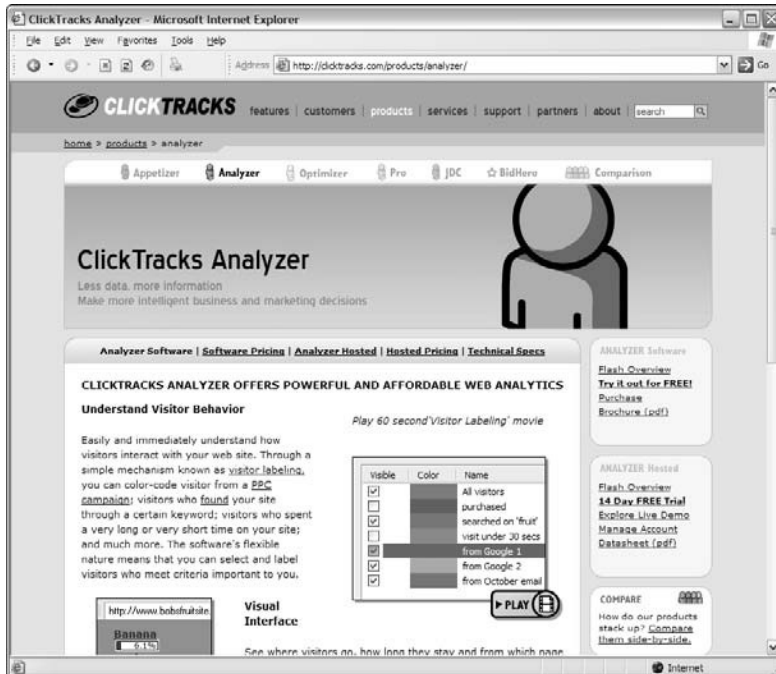 ClickTracks Analyzer - Microsoft Internet Explorer
File Edit View Favorites Tools Help
Address http://clicktracks.com/products/analyzer/ Go
CLICKTRACKS features | customers | products | services | support | partners | about | search
home > products > analyzer
Appetizer Analyzer Optimizer Pro JDC BidHero Comparison
ClickTracks Analyzer
Less data, more information
Make more intelligent business and marketing decisions
Analyzer Software | Software Pricing | Analyzer Hosted | Hosted Pricing | Technical Specs
CLICKTRACKS ANALYZER OFFERS POWERFUL AND AFFORDABLE WEB ANALYTICS
Understand Visitor Behavior
Easily and immediately understand how
visitors interact with your web site. Through a
simple mechanism known as visitor labeling,
you can color-code visitor from a PPC
campaign; visitors who found your site
through a certain keyword; visitors who spent
a very long or very short time on your site;
and much more. The software's flexible
nature means that you can select and label
visitors who meet criteria important to you.
Play 60 second 'Visitor Labeling' movie
Visible Color Name
All visitors
purchased
searched on 'fruit'
visit under 30 secs
from Google 1
from Google 2
from October email
PLAY
http://www.bobsfruitsite
Banana
6.1%
Visual
Interface
See where visitors go, how long they stay and from which page
ANALYZER Software
Flash Overview
Try it out for FREE!
Purchase
Brochure (pdf)
ANALYZER Hosted
Flash Overview
14 Day FREE Trial
Explore Live Demo
Manage Account
Datasheet (pdf)
COMPARE
How do our products
stack up? Compare
them side-by-side.
Internet